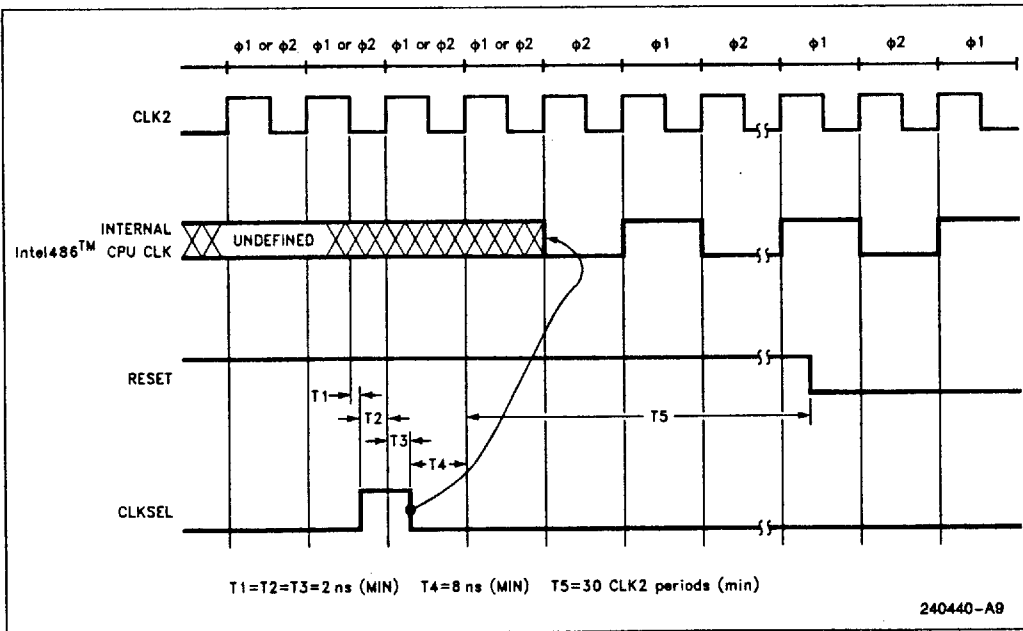 φ1 or φ2 φ1 or φ2 φ1 or φ2 φ1 or φ2 φ2 φ1 φ2 φ1 φ2 φ1
CLK2
INTERNAL
Intel486™ CPU CLK
UNDEFINED
RESET
T1
T2
T3
T4
T5
CLKSEL
T1=T2=T3=2 ns (MIN) T4=8 ns (MIN) T5=30 CLK2 periods (min)
240440-A9